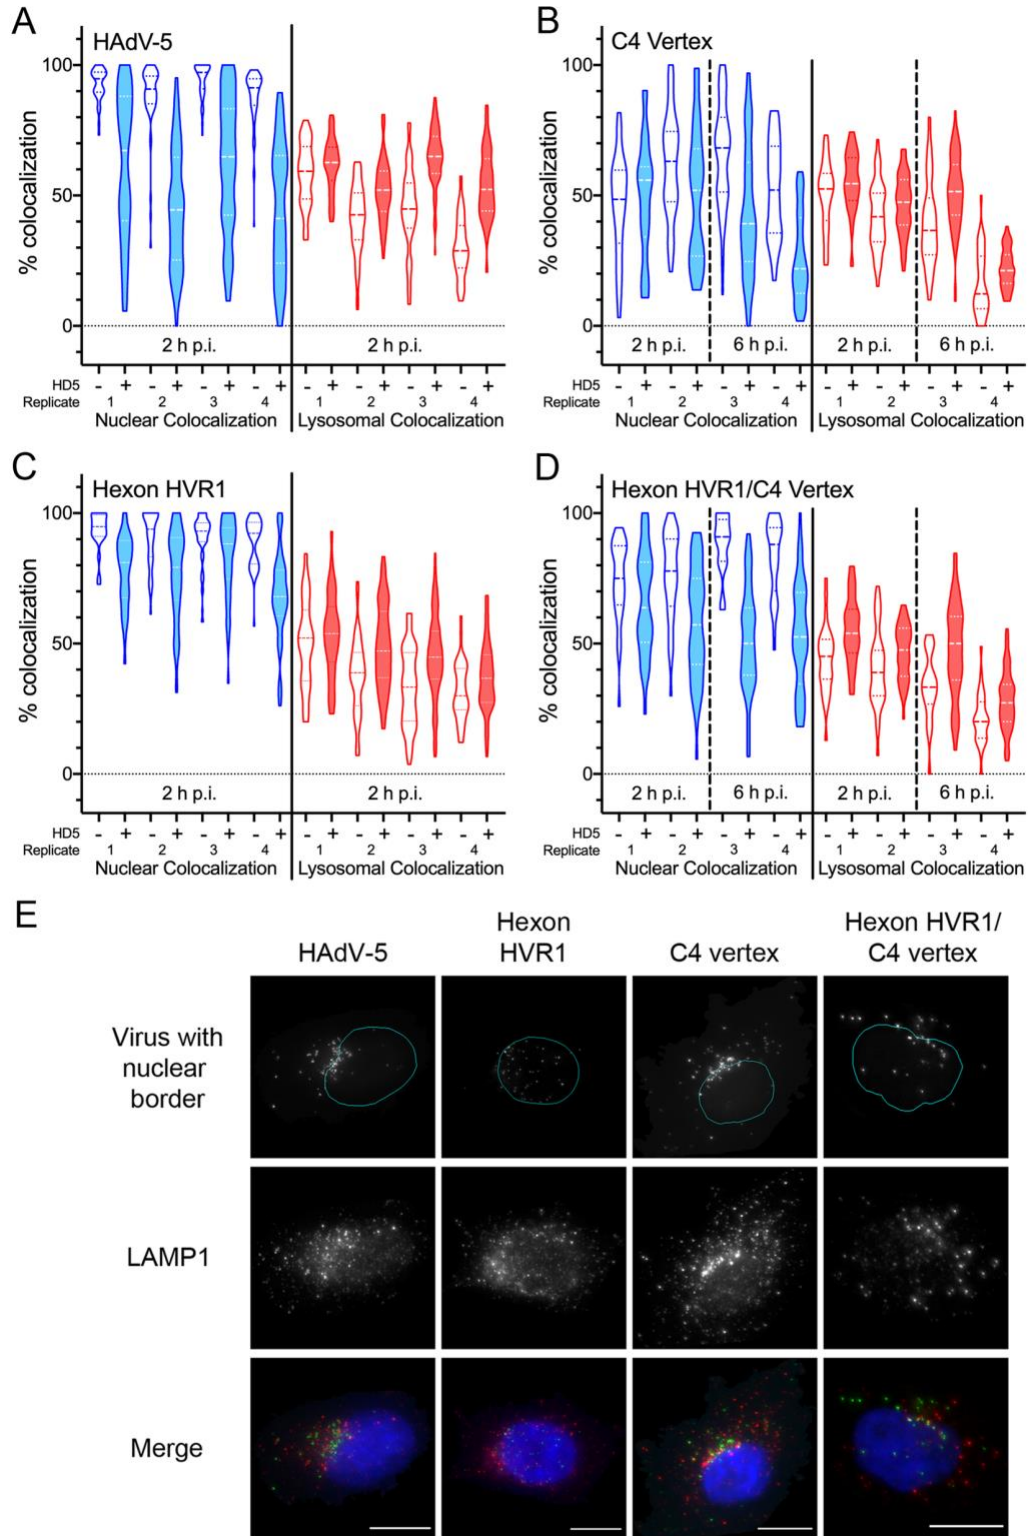 A
HAdV-5
% colocalization
100
50
0
2 h p.i.
2 h p.i.
HD5 - + - + - + - + - + - + - + - +
Replicate 1 2 3 4 1 2 3 4
Nuclear Colocalization Lysosomal Colocalization
B
C4 Vertex
% colocalization
100
50
0
2 h p.i. 6 h p.i. 2 h p.i. 6 h p.i.
HD5 - + - + - + - + - + - + - + - +
Replicate 1 2 3 4 1 2 3 4
Nuclear Colocalization Lysosomal Colocalization
C
Hexon HVR1
% colocalization
100
50
0
2 h p.i.
2 h p.i.
HD5 - + - + - + - + - + - + - + - +
Replicate 1 2 3 4 1 2 3 4
Nuclear Colocalization Lysosomal Colocalization
D
Hexon HVR1/C4 Vertex
% colocalization
100
50
0
2 h p.i. 6 h p.i. 2 h p.i. 6 h p.i.
HD5 - + - + - + - + - + - + - + - +
Replicate 1 2 3 4 1 2 3 4
Nuclear Colocalization Lysosomal Colocalization
E
HAdV-5
Hexon
HVR1
C4 vertex
Hexon HVR1/
C4 vertex
Virus with
nuclear
border
LAMP1
Merge